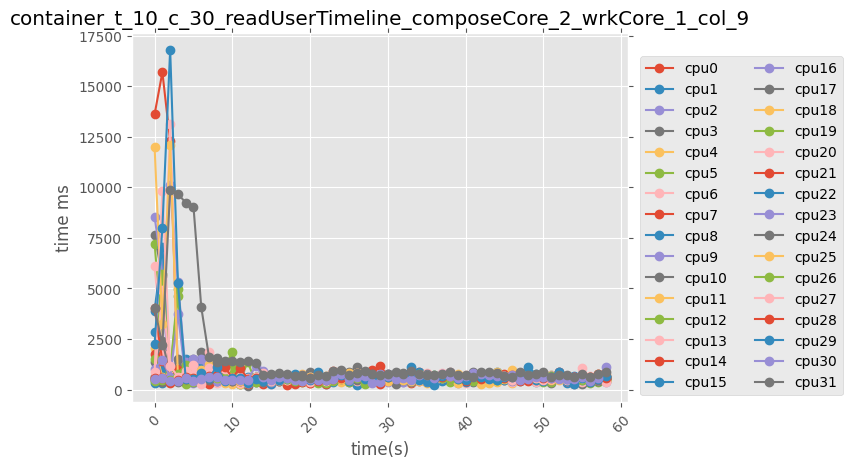 container_t_10_c_30_readUserTimeline_composeCore_2_wrkCore_1_col_9
17500
15000
12500
10000
7500
5000
2500
0
time ms
0
10
20
30
40
50
60
time(s)
cpu0
cpu1
cpu2
cpu3
cpu4
cpu5
cpu6
cpu7
cpu8
cpu9
cpu10
cpu11
cpu12
cpu13
cpu14
cpu15
cpu16
cpu17
cpu18
cpu19
cpu20
cpu21
cpu22
cpu23
cpu24
cpu25
cpu26
cpu27
cpu28
cpu29
cpu30
cpu31